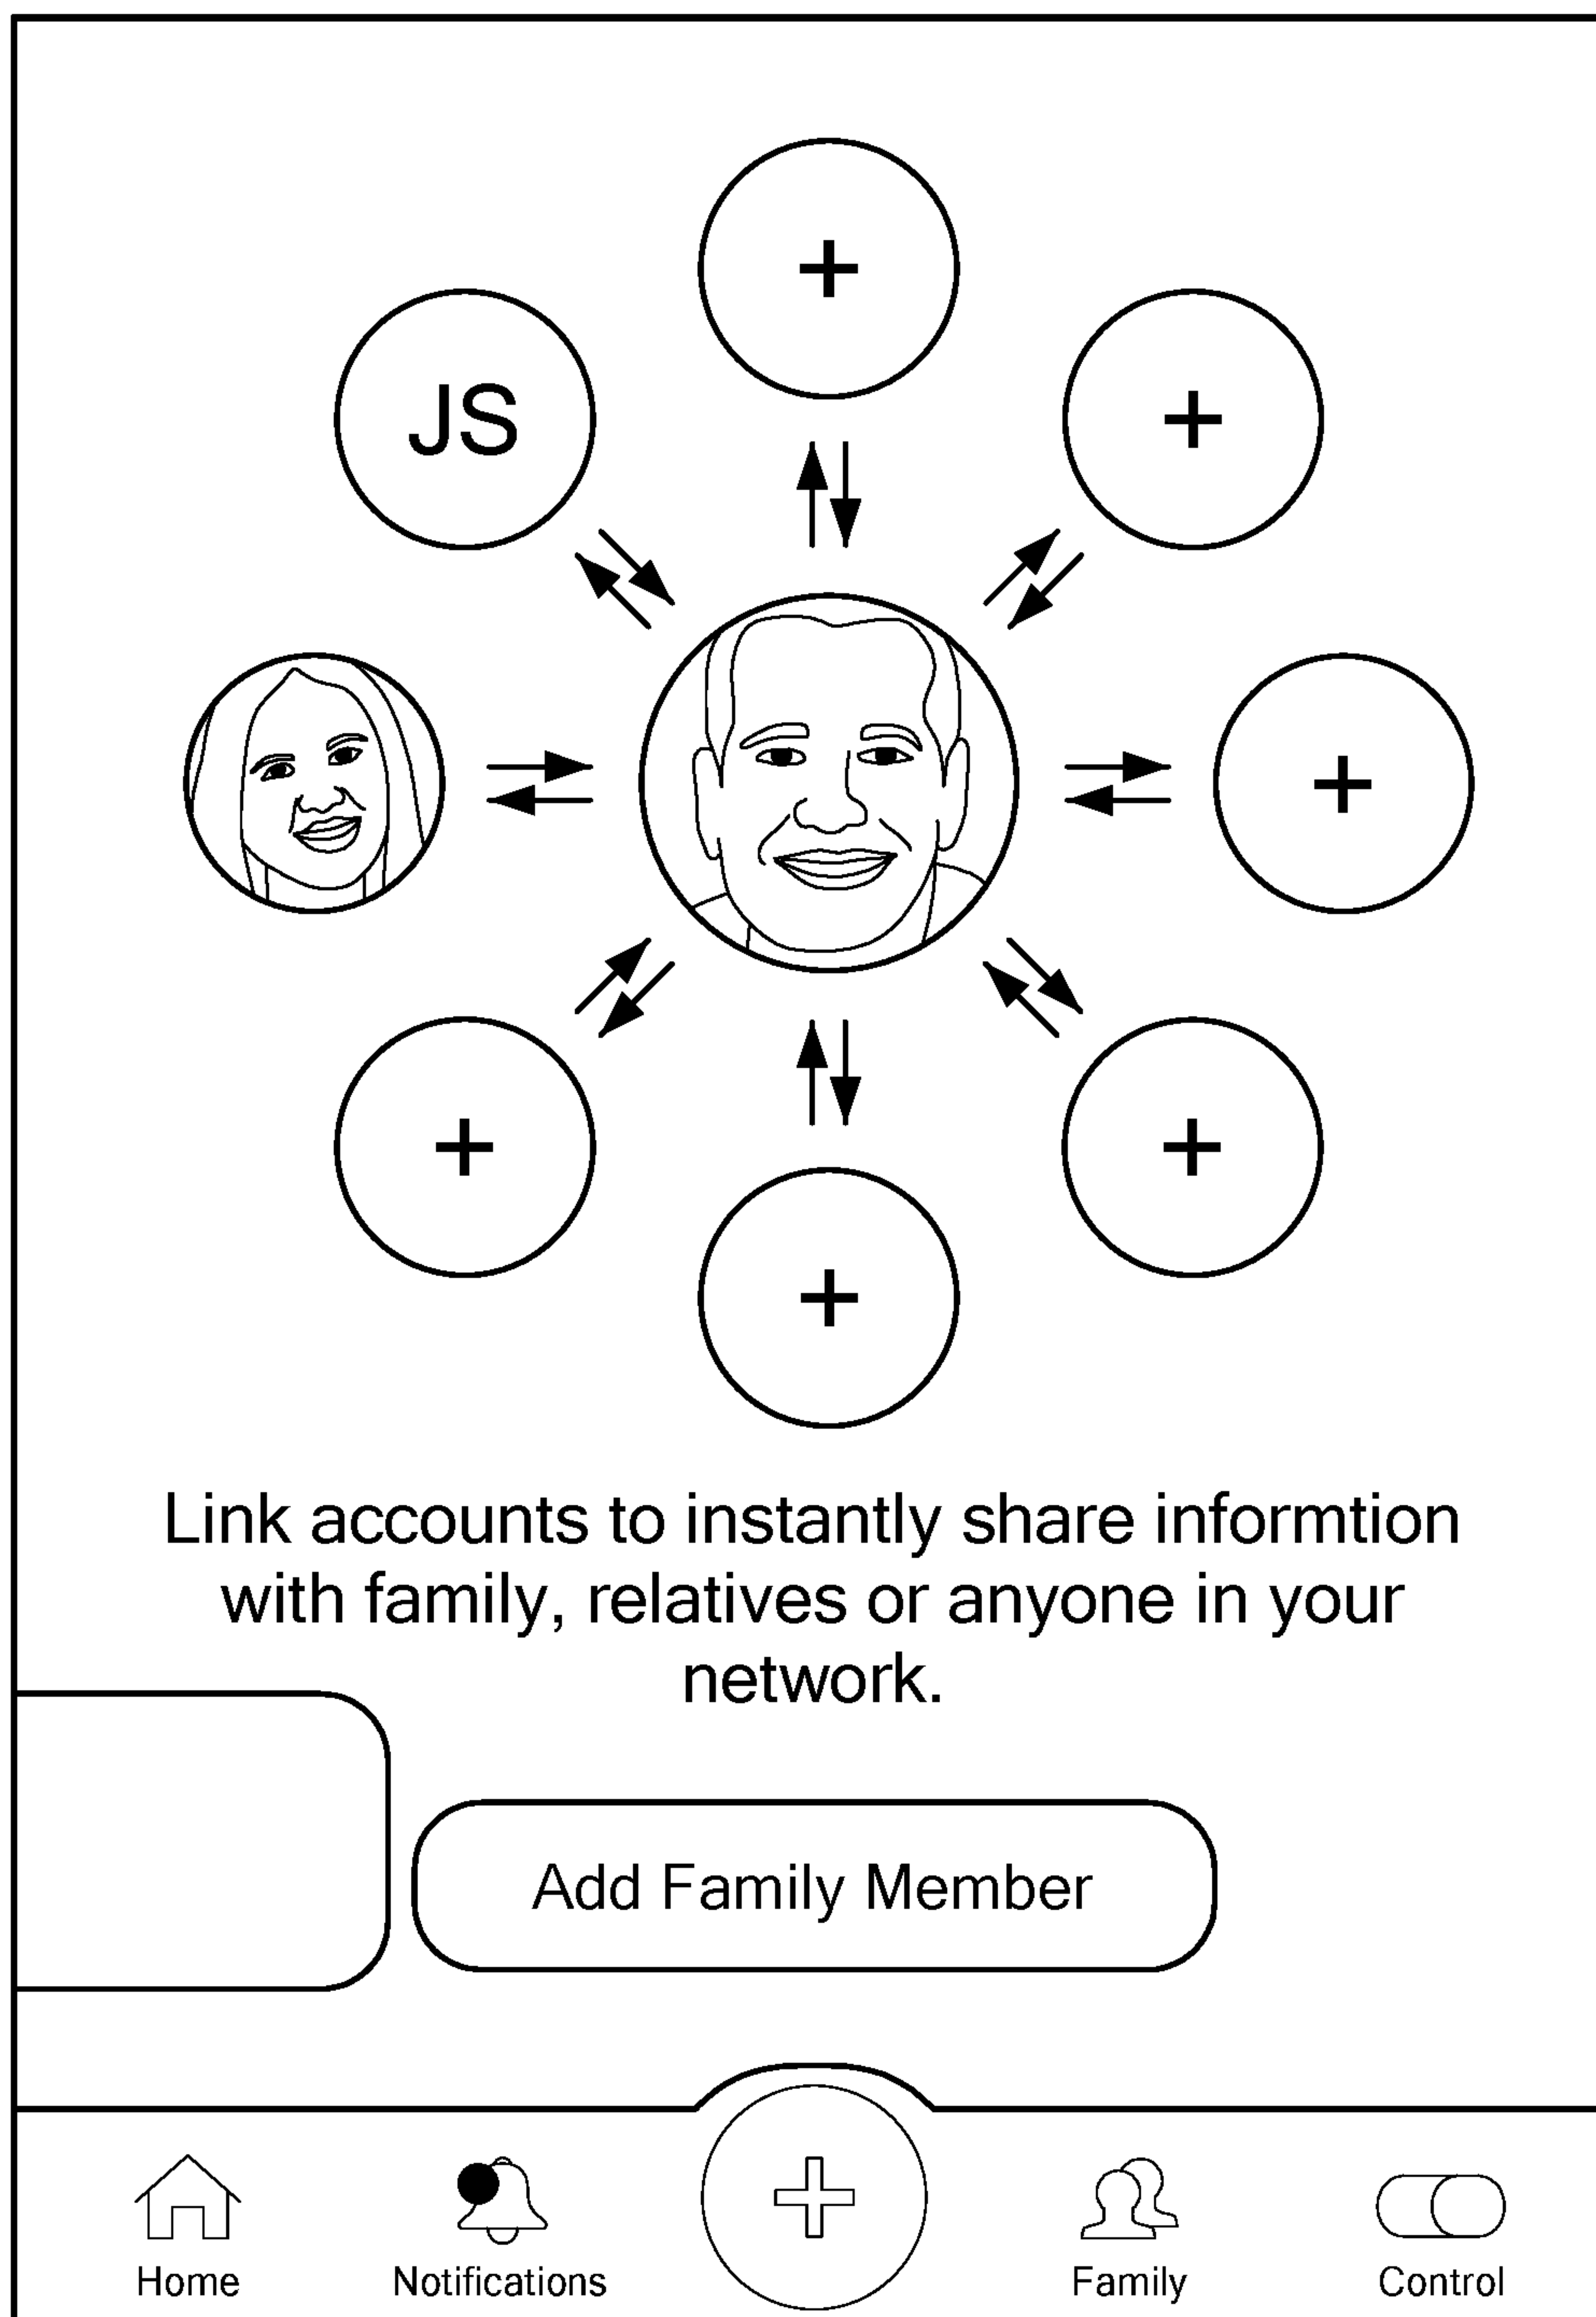 JS
Link accounts to instantly share informtion
with family, relatives or anyone in your
network.
Add Family Member
Home
Notifications
Family
Control